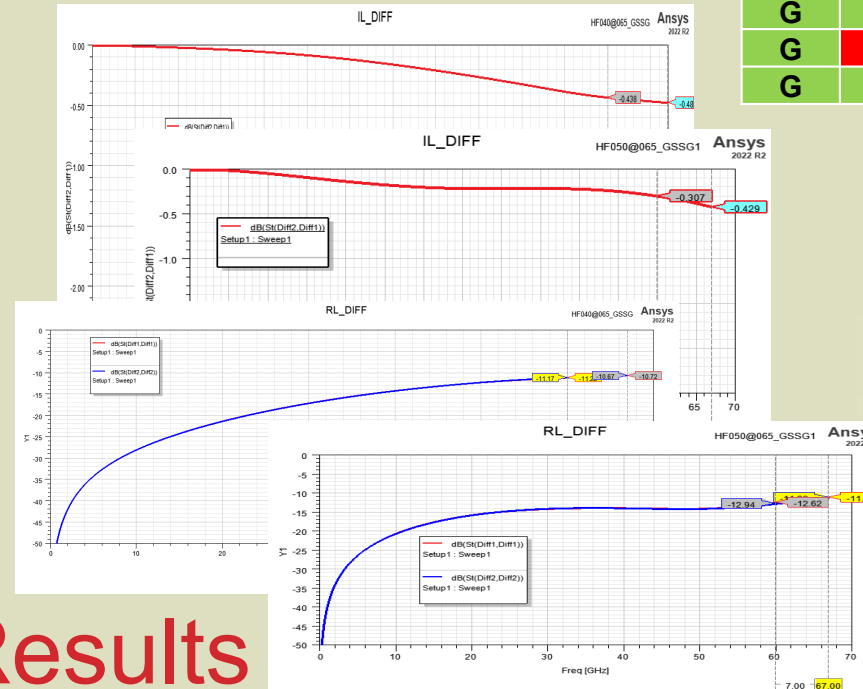 IL_DIFF
HF040@065_GSSG Ansys
2022 R2
G
G
G
0.00
-0.50
-1.50
-2.00
-0.438
dB(St(Diff2,Diff1))
IL_DIFF
HF050@065_GSSG1 Ansys
2022 R2
0.0
-0.5
-1.0
dB(St(Diff2,Diff1))
Setup1 : Sweep1
-0.307
-0.429
65 70
RL_DIFF
HF040@065_GSSG Ansys
2022 R2
0
-5
-10
-15
-20
-25
-30
-35
-40
-45
-50
Y1
dB(St(Diff1,Diff1))
Setup1 : Sweep1
dB(St(Diff2,Diff2))
Setup1 : Sweep1
-11.17
-10.67
-10.72
0 10 20
RL_DIFF
HF050@065_GSSG1
0
-5
-10
-15
-20
-25
-30
-35
-40
-45
-50
Y1
dB(St(Diff1,Diff1))
Setup1 : Sweep1
dB(St(Diff2,Diff2))
Setup1 : Sweep1
-12.94
-12.62
0 10 20 30 40 50 60 70
Freq [GHz]
7.00 67.00
Results